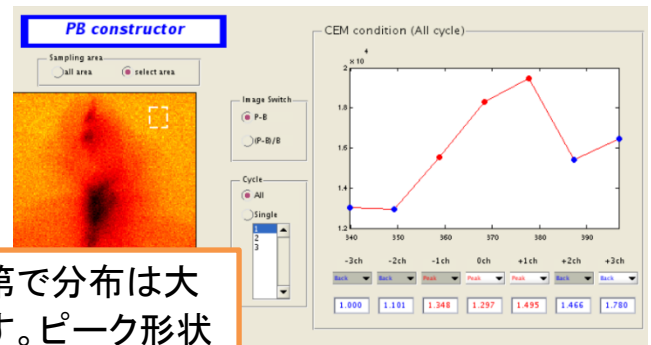 PB constructor
Sampling area
all area
select area
Image Switch
P-B
(P-B)/B
Cycle
All
Single
1
2
3
CEM condition (All cycle)
x 10 4
2
1.8
1.6
1.4
1.2
340 350 360 370 380 390
-3ch -2ch -1ch 0ch +1ch +2ch +3ch
Back Back Peak Peak Peak Back Back
1.000 1.101 1.348 1.297 1.495 1.466 1.780
第で分布は大
す。ピーク形状